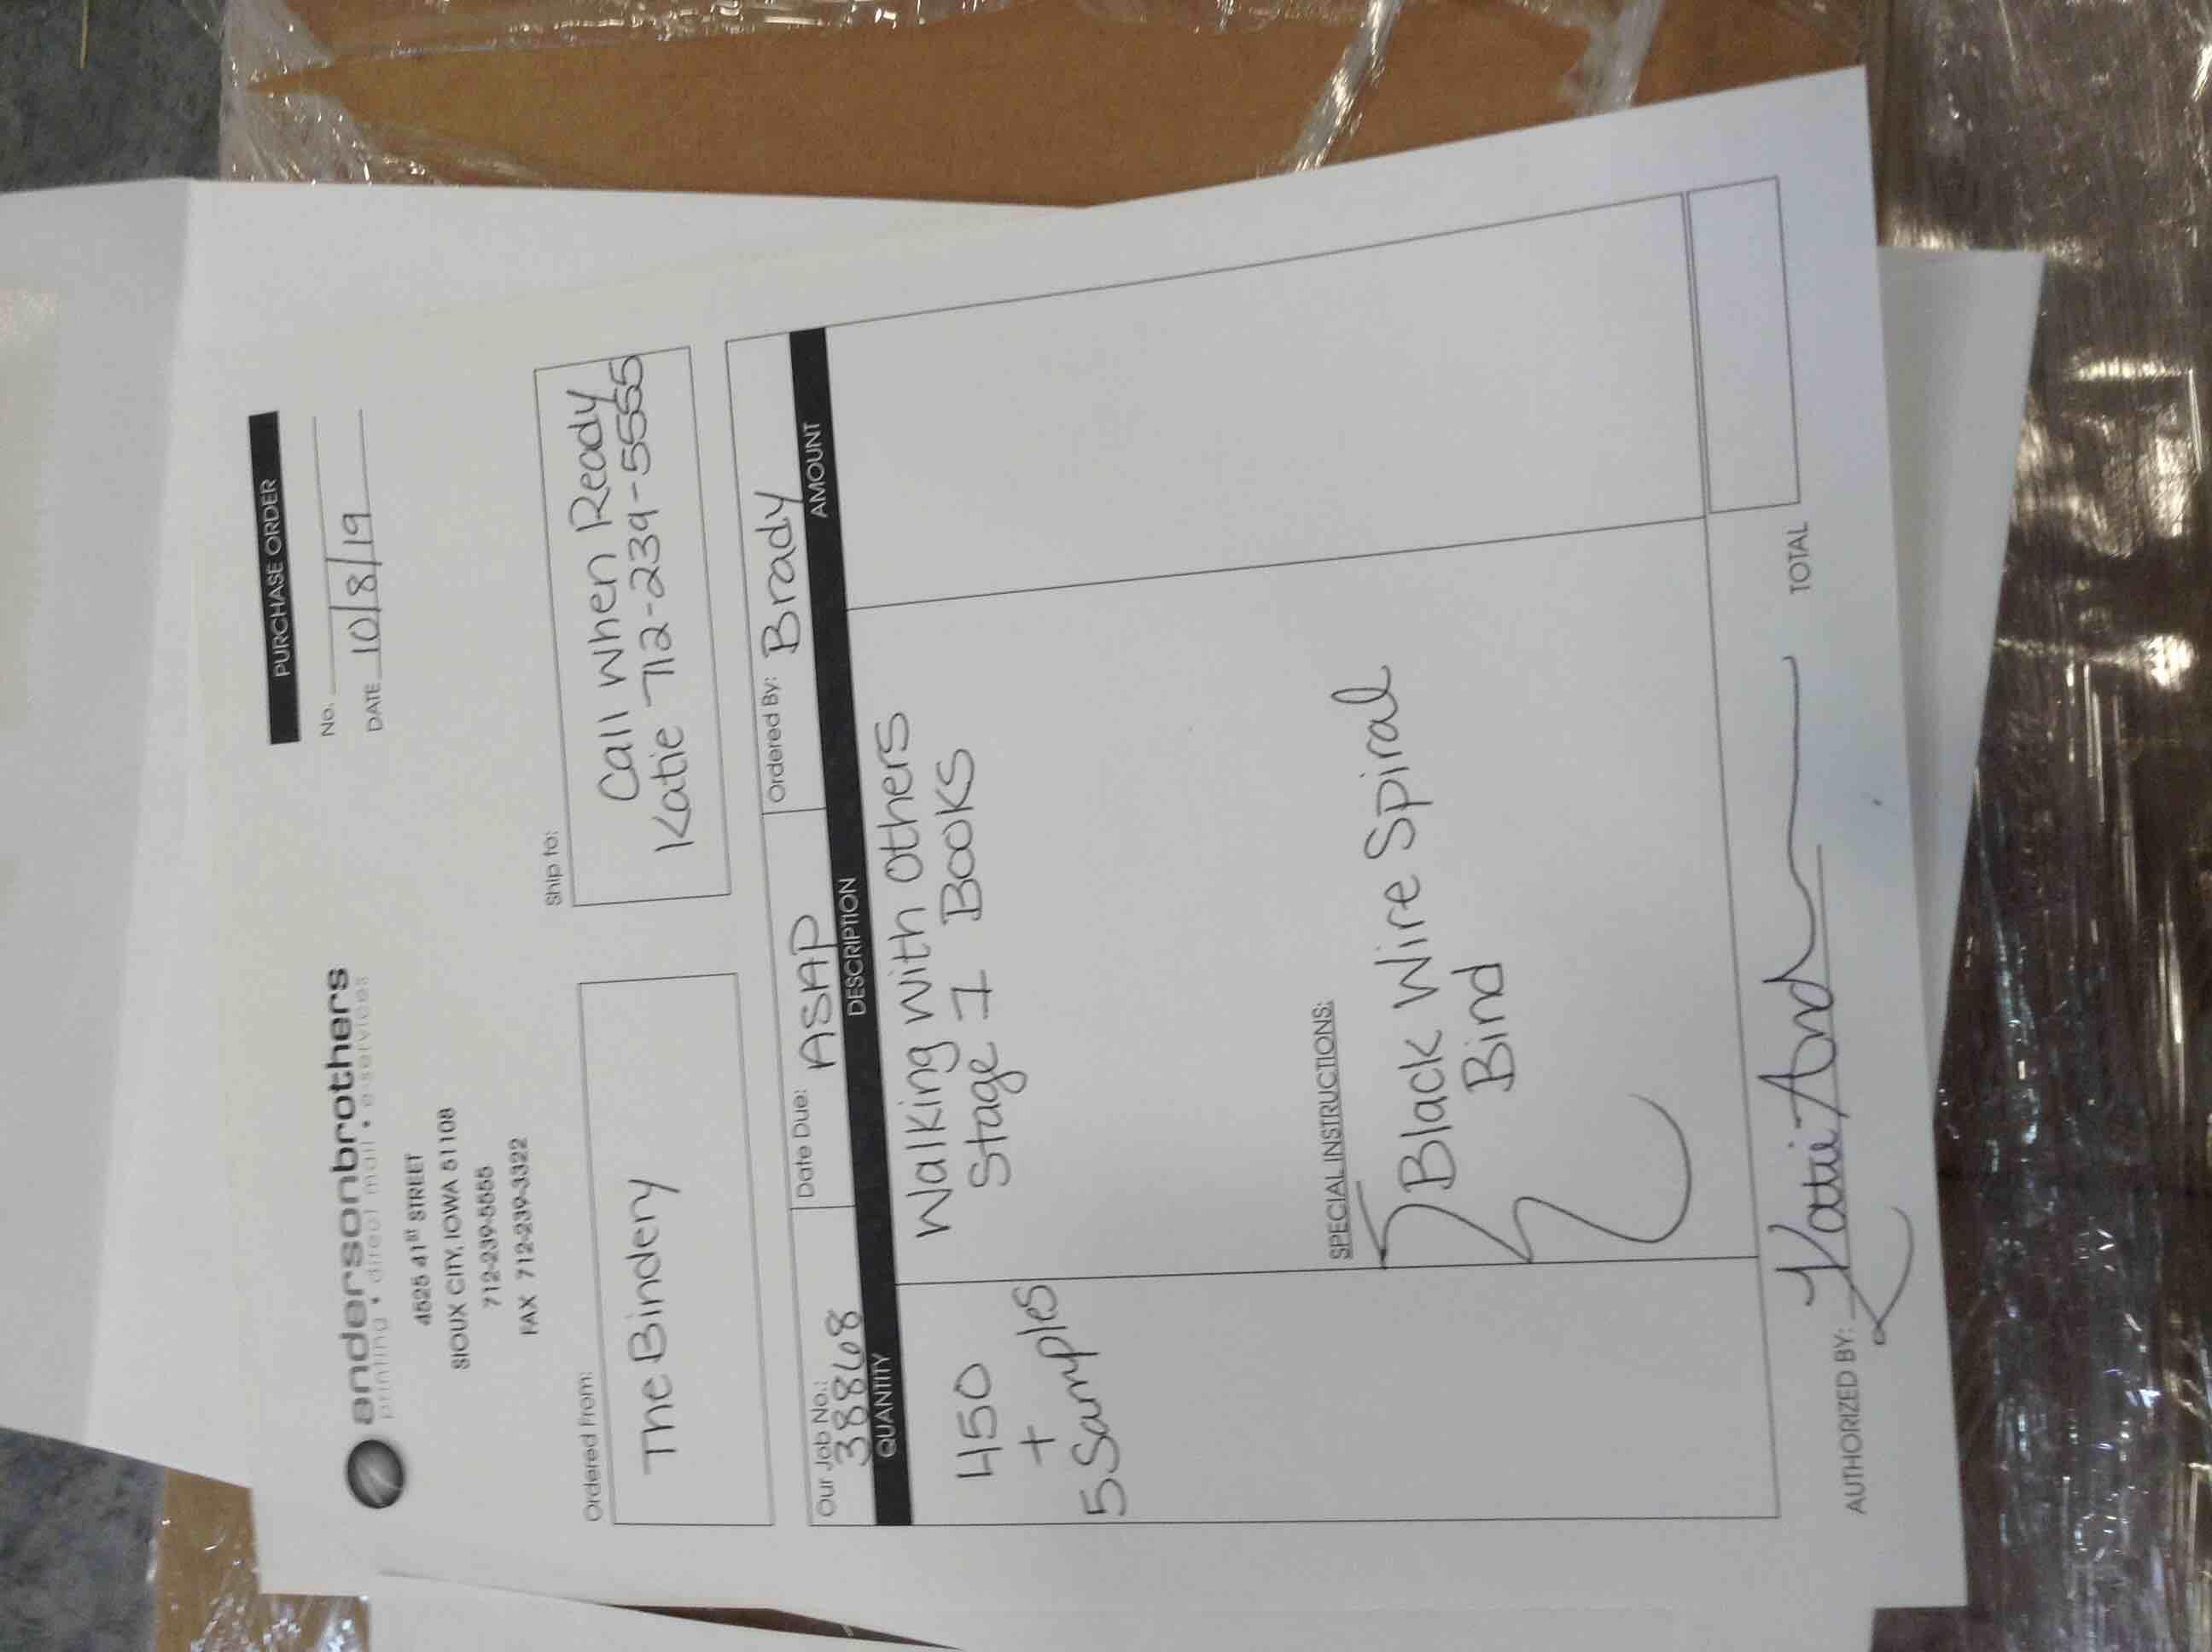 andersonbrothers
printing • direct mail • e-services
4525 41ST STREET
SIOUX CITY, IOWA 51108
712-239-5555
FAX 712-239-3322
PURCHASE ORDER
No.
DATE 10/8/19
Ordered From:
The Bindery
Ship to:
Call When Ready
Katie 712-239-5555
Our Job No.: 38868
Date Due: ASAP
Ordered By: Brady
QUANTITY DESCRIPTION AMOUNT
450
+
5 Samples
Walking With Others
Stage 1 Books
SPECIAL INSTRUCTIONS:
Black Wire Spiral
Bind
AUTHORIZED BY: Katie
TOTAL